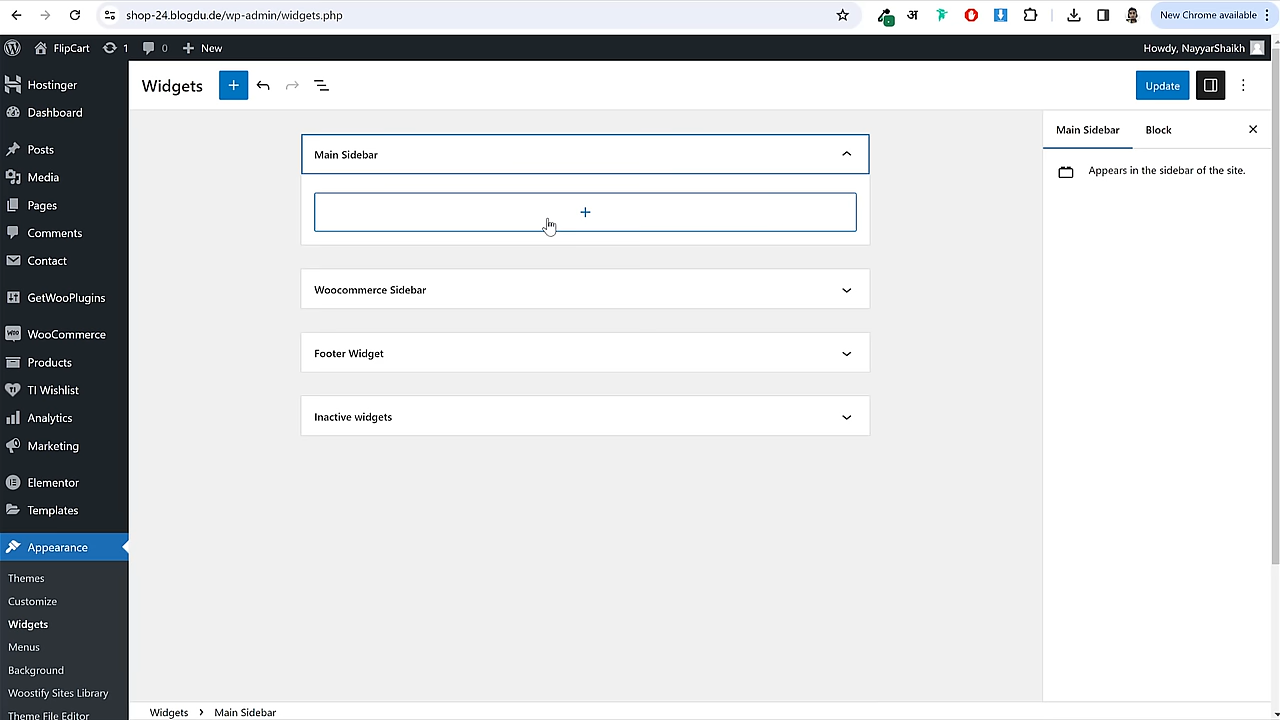 shop-24.blogdu.de/wp-admin/widgets.php
अ
New Chrome available
FlipCart
1
0
New
Howdy, NayyarShaikh
Hostinger
Dashboard
Posts
Media
Pages
Comments
Contact
GetWooPlugins
WooCommerce
Products
TI Wishlist
Analytics
Marketing
Elementor
Templates
Appearance
Themes
Customize
Widgets
Menus
Background
Woostify Sites Library
Theme File Editor
Widgets
Update
Main Sidebar
Woocommerce Sidebar
Footer Widget
Inactive widgets
Main Sidebar
Block
Appears in the sidebar of the site.
Widgets
Main Sidebar